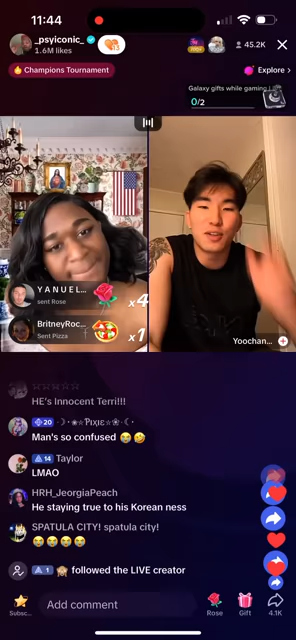 11:44
_psyiconic_
1.6M likes
45.2K
Champions Tournament
Explore >
Galaxy gifts while gaming
0/2
Y A N U E L...
sent Rose
x4
BritneyRoc...
Sent Pizza
x1
Yoochan...
☆☆☆☆☆
HE's Innocent Terri!!!
20
Man's so confused 😭🤣
14 Taylor
LMAO
HRH_JeorgiaPeach
He staying true to his Korean ness
SPATULA CITY! spatula city!
😂😂😂😂
1 🙈 followed the LIVE creator
Subsc...
Add comment
Rose
Gift
4.1K